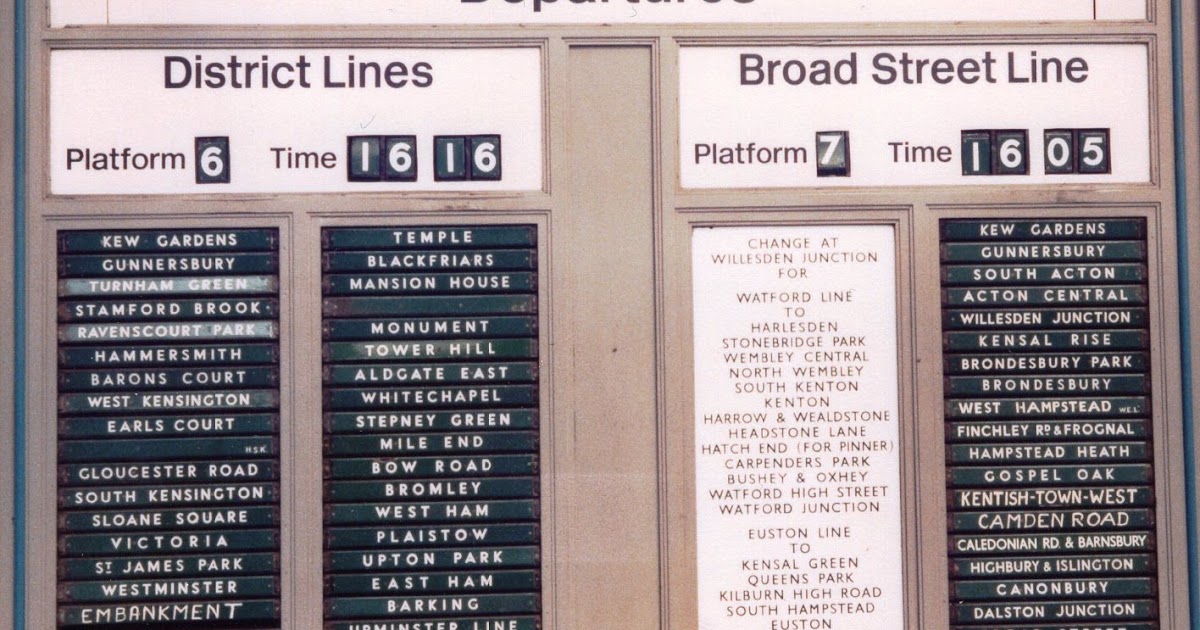 Departures
District Lines
Platform 6 Time 16 16
KEW GARDENS
GUNNERSBURY
TURNHAM GREEN
STAMFORD BROOK
RAVENSCOURT PARK
HAMMERSMITH
BARONS COURT
WEST KENSINGTON
EARLS COURT
H.S.K.
GLOUCESTER ROAD
SOUTH KENSINGTON
SLOANE SQUARE
VICTORIA
ST JAMES PARK
WESTMINSTER
EMBANKMENT
TEMPLE
BLACKFRIARS
MANSION HOUSE
MONUMENT
TOWER HILL
ALDGATE EAST
WHITECHAPEL
STEPNEY GREEN
MILE END
BOW ROAD
BROMLEY
WEST HAM
PLAISTOW
UPTON PARK
EAST HAM
BARKING
UPMINSTER LINE
Broad Street Line
Platform 7 Time 16 05
CHANGE AT
WILLESDEN JUNCTION
FOR
WATFORD LINE
TO
HARLESDEN
STONEBRIDGE PARK
WEMBLEY CENTRAL
NORTH WEMBLEY
SOUTH KENTON
KENTON
HARROW & WEALDSTONE
HEADSTONE LANE
HATCH END (FOR PINNER)
CARPENDERS PARK
BUSHEY & OXHEY
WATFORD HIGH STREET
WATFORD JUNCTION
EUSTON LINE
TO
KENSAL GREEN
QUEENS PARK
KILBURN HIGH ROAD
SOUTH HAMPSTEAD
EUSTON
KEW GARDENS
GUNNERSBURY
SOUTH ACTON
ACTON CENTRAL
WILLESDEN JUNCTION
KENSAL RISE
BRONDESBURY PARK
BRONDESBURY
WEST HAMPSTEAD W.E.L.
FINCHLEY RD & FROGNAL
HAMPSTEAD HEATH
GOSPEL OAK
KENTISH-TOWN-WEST
CAMDEN ROAD
CALEDONIAN RD. & BARNSBURY
HIGHBURY & ISLINGTON
CANONBURY
DALSTON JUNCTION